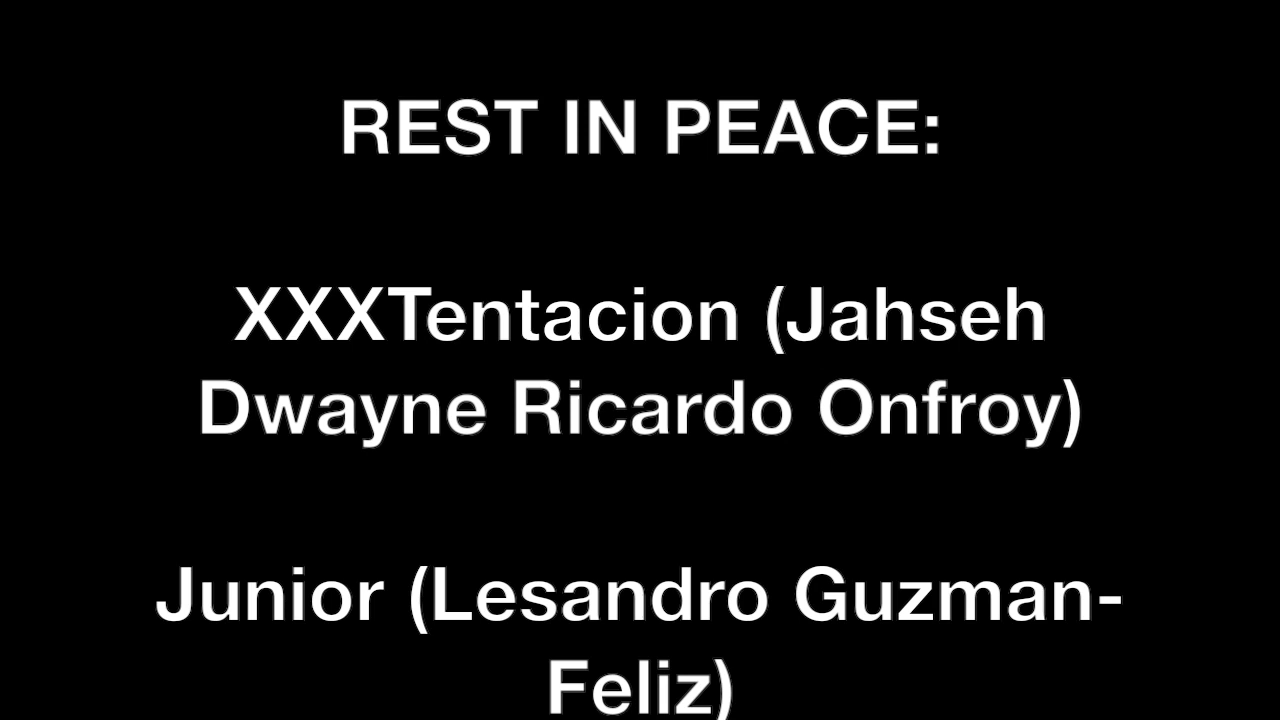 REST IN PEACE:
XXXTentacion (Jahseh
Dwayne Ricardo Onfroy)
Junior (Lesandro Guzman-
Feliz)